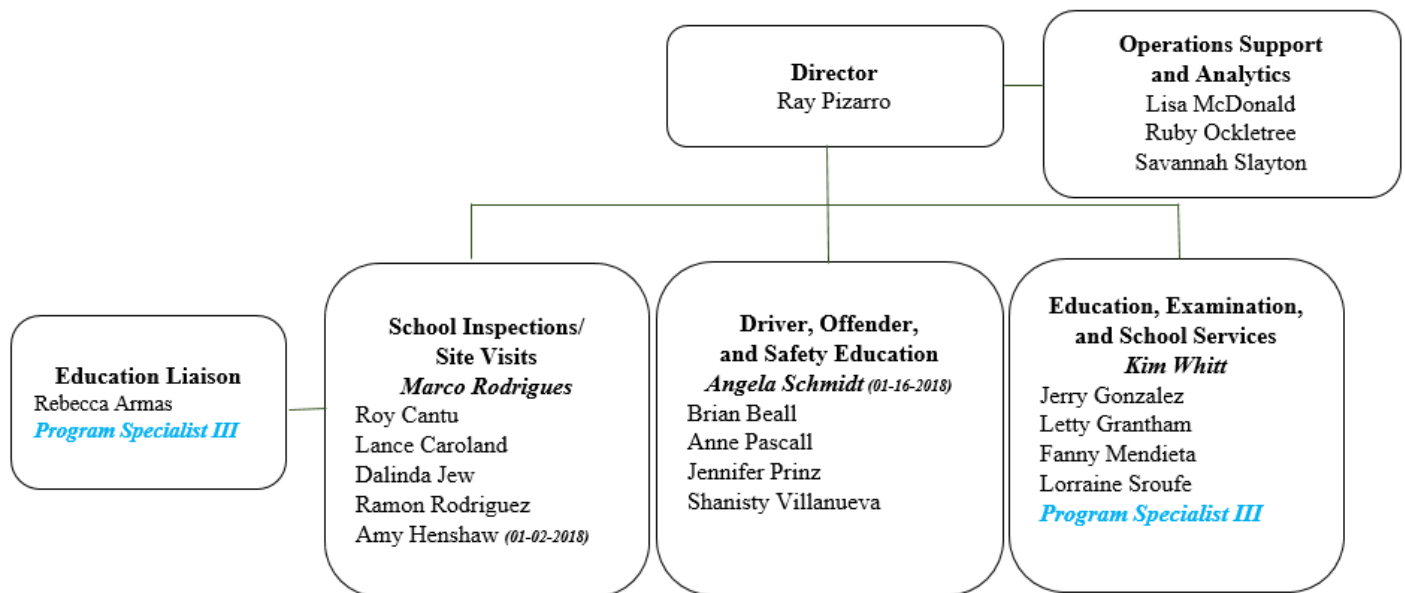 Director
Ray Pizarro
Operations Support
and Analytics
Lisa McDonald
Ruby Ockletree
Savannah Slayton
Education Liaison
Rebecca Armas
Program Specialist III
School Inspections/
Site Visits
Marco Rodrigues
Roy Cantu
Lance Caroland
Dalinda Jew
Ramon Rodriguez
Amy Henshaw (01-02-2018)
Driver, Offender,
and Safety Education
Angela Schmidt (01-16-2018)
Brian Beall
Anne Pascall
Jennifer Prinz
Shanisty Villanueva
Education, Examination,
and School Services
Kim Whitt
Jerry Gonzalez
Letty Grantham
Fanny Mendieta
Lorraine Sroufe
Program Specialist III